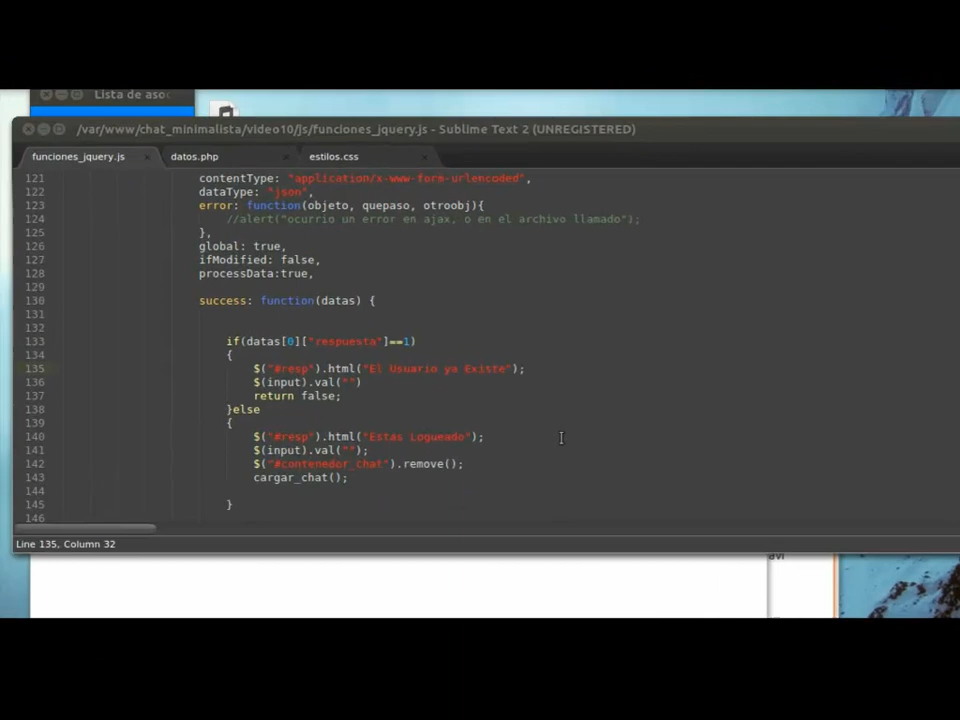 Lista de aso
/var/www/chat_minimalista/video10/js/funciones_jquery.js - Sublime Text 2 (UNREGISTERED)
funciones_jquery.js × datos.php × estilos.css ×
121 contentType: "application/x-www-form-urlencoded",
122 dataType: "json",
123 error: function(objeto, quepaso, otroobj){
124 //alert("ocurrio un error en ajax, o en el archivo llamado");
125 },
126 global: true,
127 ifModified: false,
128 processData:true,
129
130 success: function(datas) {
131
132
133 if(datas[0]["respuesta"]==1)
134 {
135 $("#resp").html("El Usuario ya Existe");
136 $(input).val("")
137 return false;
138 }else
139 {
140 $("#resp").html("Estas Logueado");
141 $(input).val("");
142 $("#contenedor_chat").remove();
143 cargar_chat();
144
145 }
146
Line 135, Column 32
avi